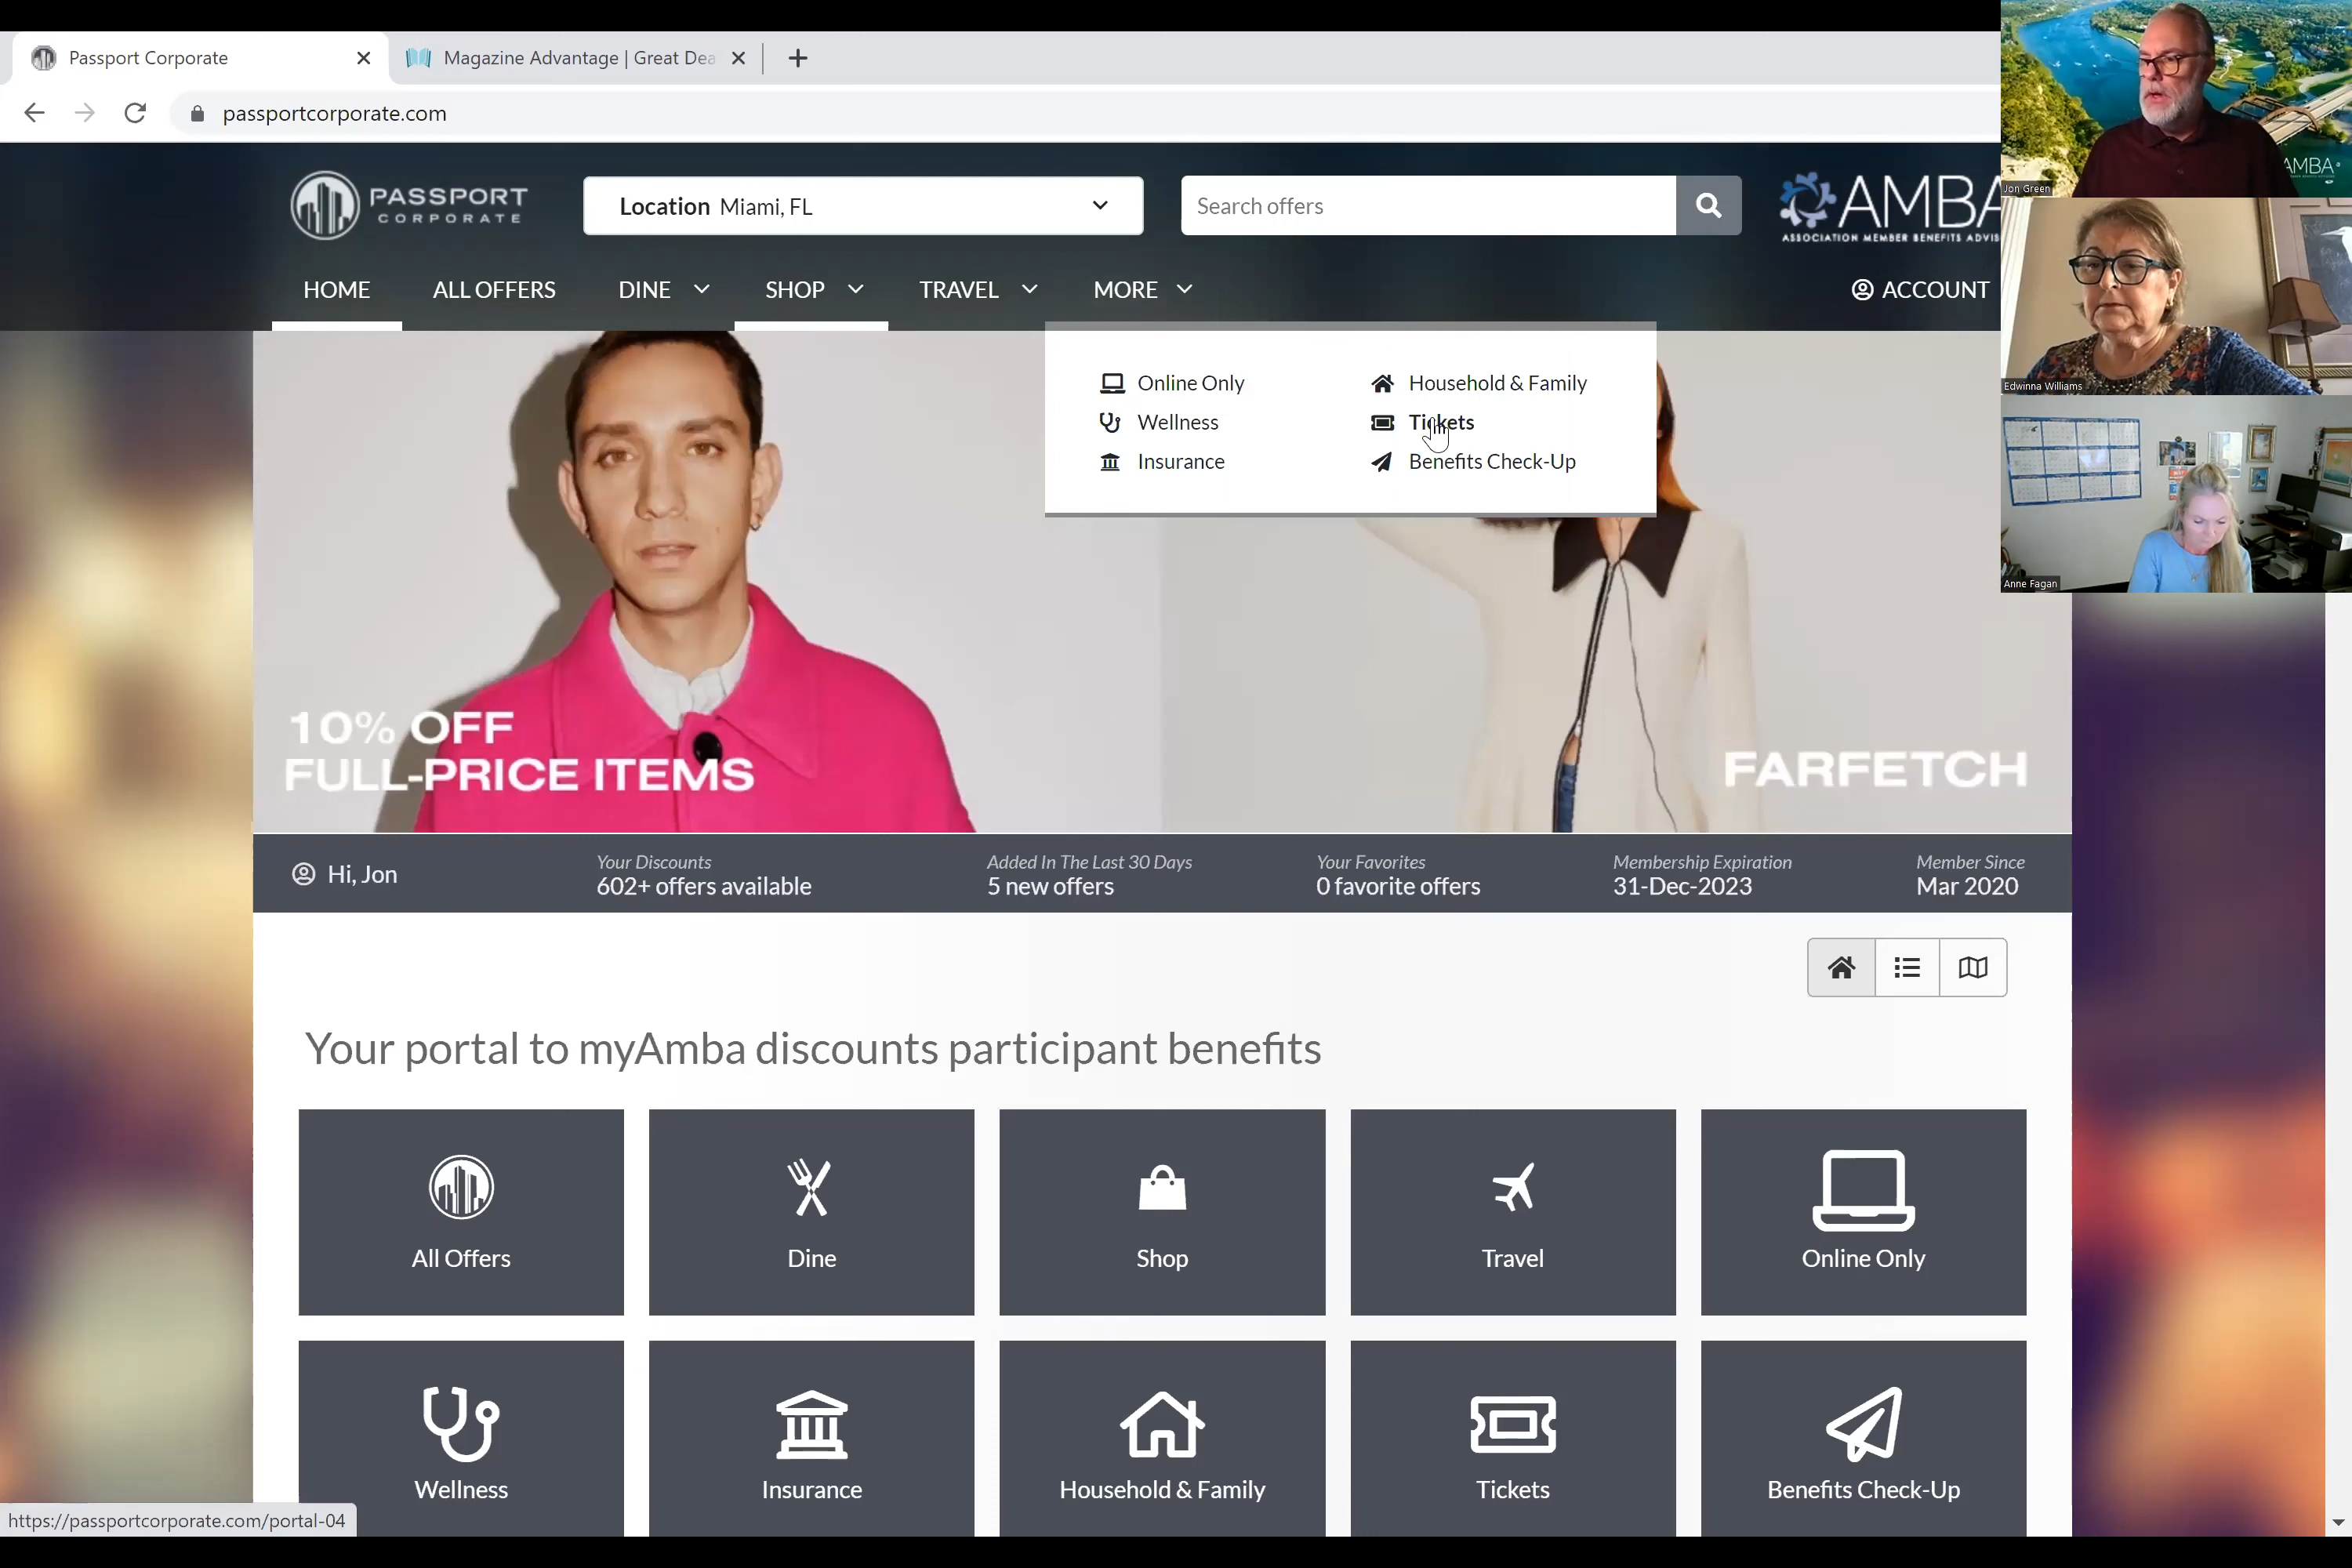 Passport Corporate
Magazine Advantage | Great Dea
passportcorporate.com
PASSPORT
CORPORATE
Location Miami, FL
Search offers
AMBA
ASSOCIATION MEMBER BENEFITS ADVIS
HOME
ALL OFFERS
DINE
SHOP
TRAVEL
MORE
ACCOUNT
Online Only
Household & Family
Wellness
Tickets
Insurance
Benefits Check-Up
10% OFF
FULL-PRICE ITEMS
FARFETCH
Jon Green
AMBA
Edwinna Williams
Anne Fagan
Hi, Jon
Your Discounts
602+ offers available
Added In The Last 30 Days
5 new offers
Your Favorites
0 favorite offers
Membership Expiration
31-Dec-2023
Member Since
Mar 2020
Your portal to myAmba discounts participant benefits
All Offers
Dine
Shop
Travel
Online Only
Wellness
Insurance
Household & Family
Tickets
Benefits Check-Up
https://passportcorporate.com/portal-04